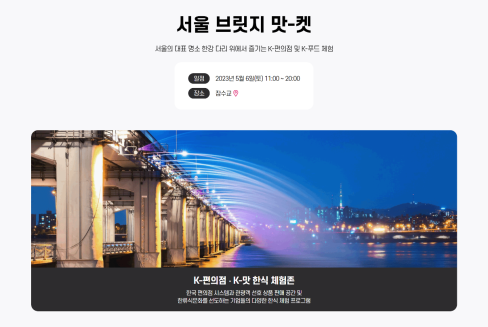 서울 브릿지 맛-켓
서울의 대표 명소 한강 다리 위에서 즐기는 K-편의점 및 K-푸드 체험
일정 2023년 5월 6일(토) 11:00 ~ 20:00
장소 잠수교
K-편의점 · K-맛 한식 체험존
한국 편의점 시스템과 관광객 선호 상품 판매 공간 및
한류식문화를 선도하는 기업들의 다양한 한식 체험 프로그램